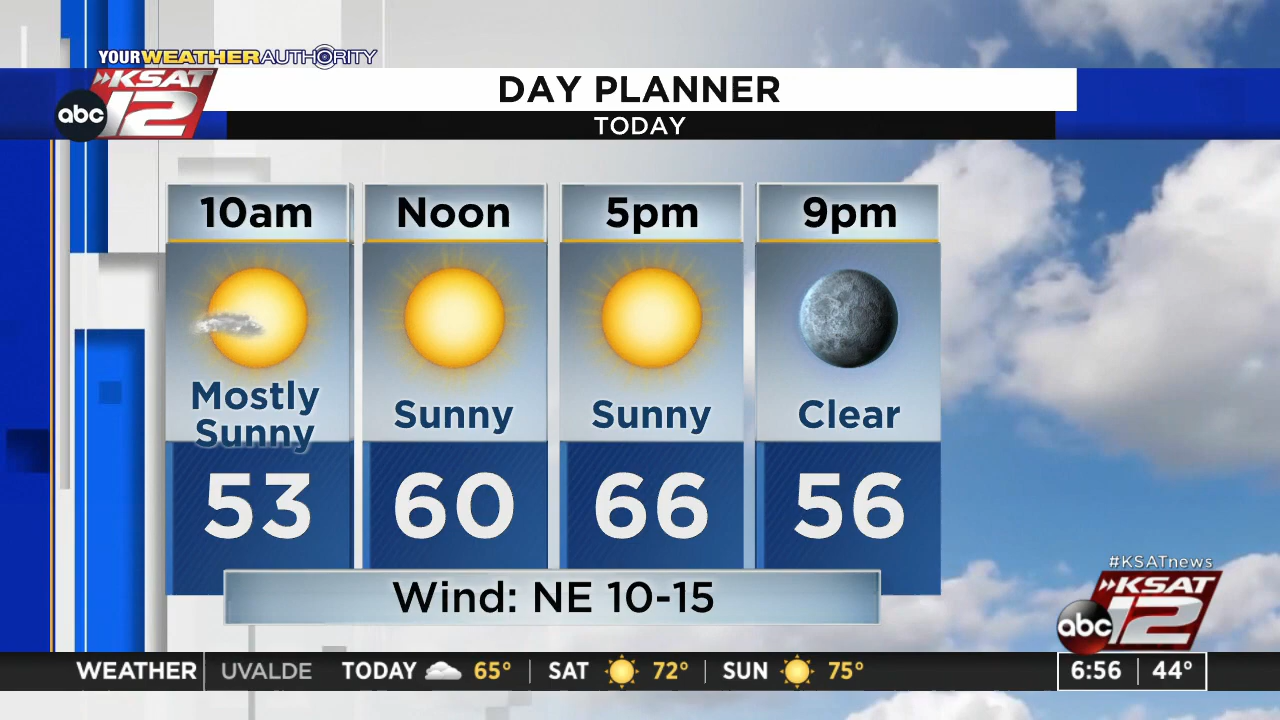 YOUR WEATHER AUTHORITY
KSAT
abc 12
DAY PLANNER
TODAY
10am Noon 5pm 9pm
Mostly Sunny Sunny Sunny Clear
53 60 66 56
Wind: NE 10-15
#KSATnews
KSAT
abc 12
WEATHER UVALDE TODAY 65° SAT 72° SUN 75° 6:56 44°